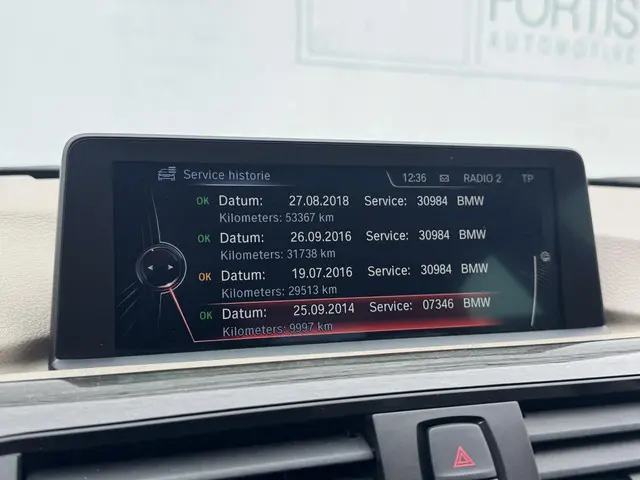 FORTIS
AUTOMOTIVE
Service historie 12:36 RADIO 2 TP
OK Datum: 27.08.2018 Service: 30984 BMW
Kilometers: 53367 km
OK Datum: 26.09.2016 Service: 30984 BMW
Kilometers: 31738 km
OK Datum: 19.07.2016 Service: 30984 BMW
Kilometers: 29513 km
OK Datum: 25.09.2014 Service: 07346 BMW
Kilometers: 9997 km